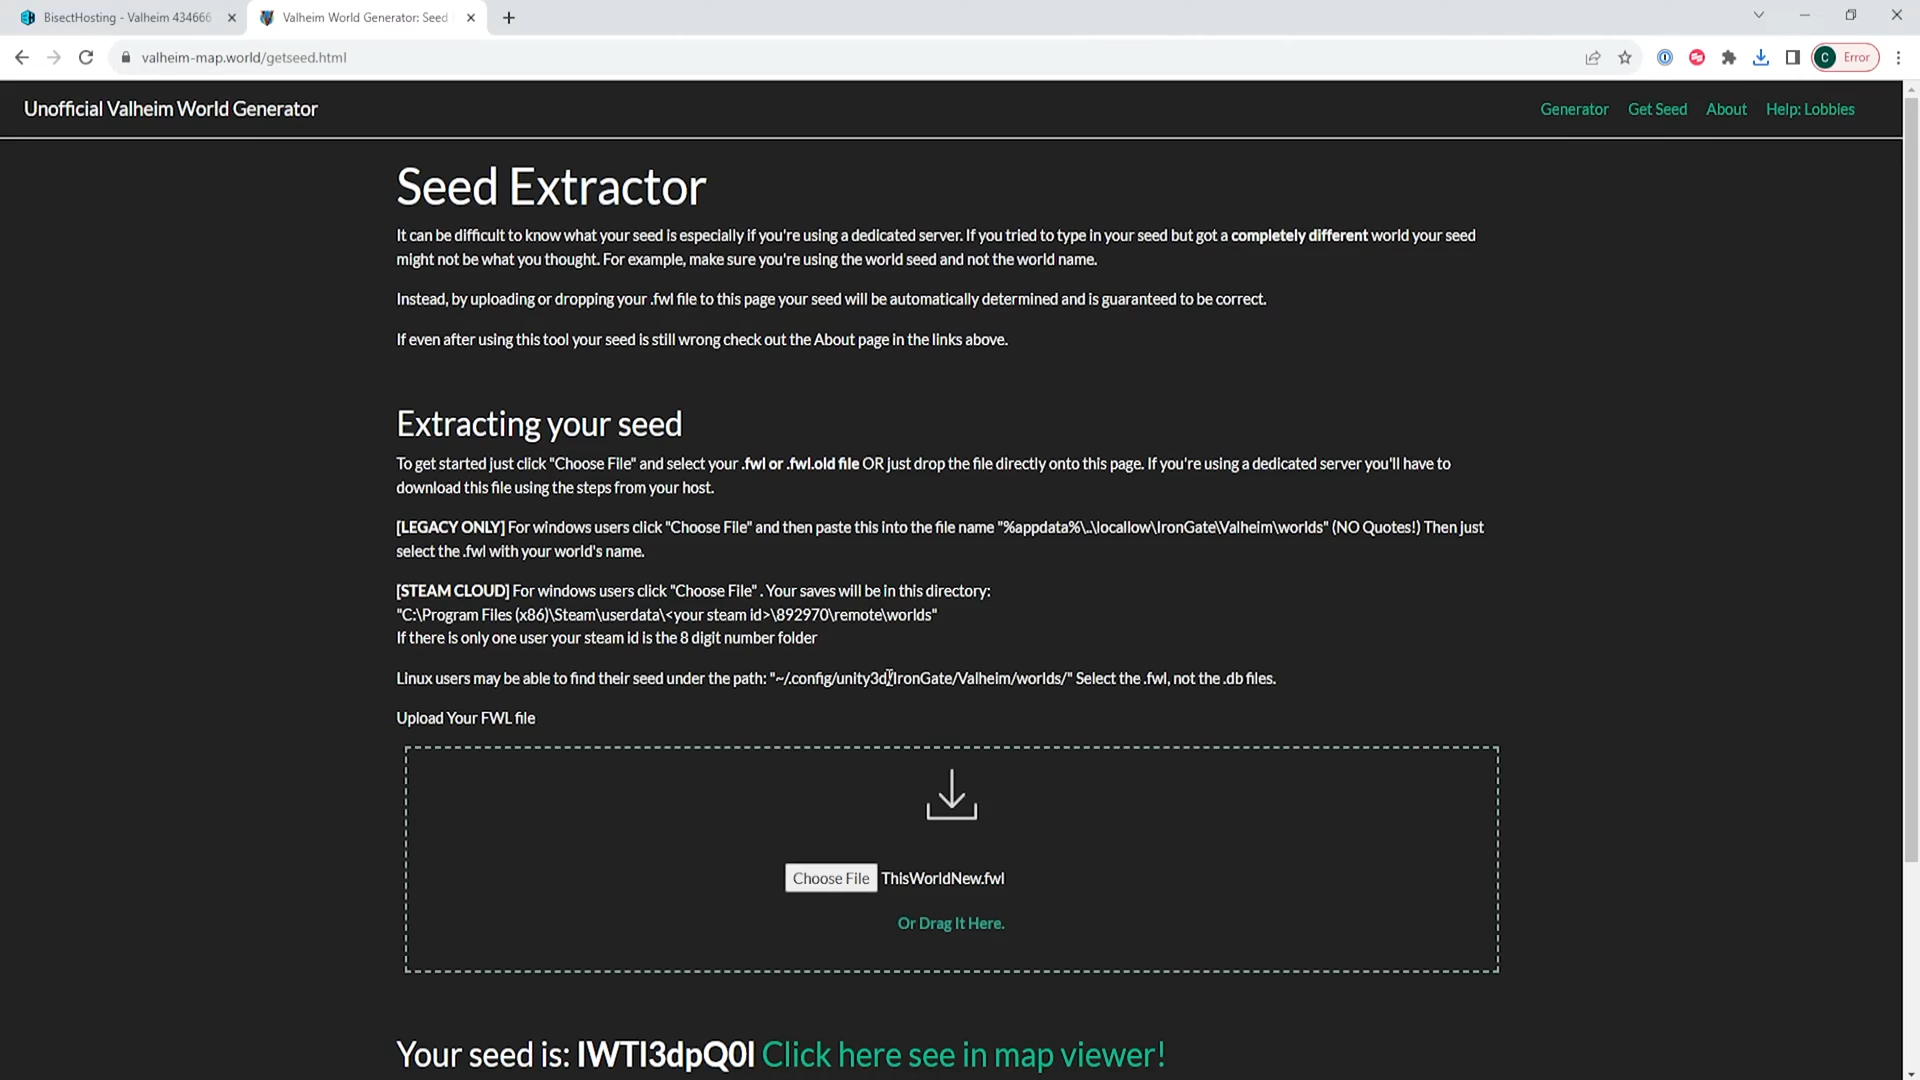 BisectHosting - Valheim 434666
Valheim World Generator: Seed
valheim-map.world/getseed.html
C Error
Unofficial Valheim World Generator
Generator Get Seed About Help: Lobbies
Seed Extractor
It can be difficult to know what your seed is especially if you're using a dedicated server. If you tried to type in your seed but got a completely different world your seed
might not be what you thought. For example, make sure you're using the world seed and not the world name.
Instead, by uploading or dropping your .fwl file to this page your seed will be automatically determined and is guaranteed to be correct.
If even after using this tool your seed is still wrong check out the About page in the links above.
Extracting your seed
To get started just click "Choose File" and select your .fwl or .fwl.old file OR just drop the file directly onto this page. If you're using a dedicated server you'll have to
download this file using the steps from your host.
[LEGACY ONLY] For windows users click "Choose File" and then paste this into the file name "%appdata%\..\locallow\IronGate\Valheim\worlds" (NO Quotes!) Then just
select the .fwl with your world's name.
[STEAM CLOUD] For windows users click "Choose File" . Your saves will be in this directory:
"C:\Program Files (x86)\Steam\userdata\<your steam id>\892970\remote\worlds"
If there is only one user your steam id is the 8 digit number folder
Linux users may be able to find their seed under the path: "~/.config/unity3d/IronGate/Valheim/worlds/" Select the .fwl, not the .db files.
Upload Your FWL file
Choose File ThisWorldNew.fwl
Or Drag It Here.
Your seed is: IWTI3dpQ0I Click here see in map viewer!